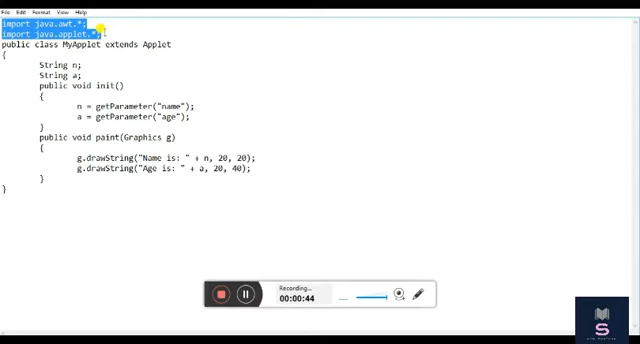 File Edit Format View Help
import java.awt.*;
import java.applet.*;
public class MyApplet extends Applet
{
String n;
String a;
public void init()
{
n = getParameter("name");
a = getParameter("age");
}
public void paint(Graphics g)
{
g.drawString("Name is: " + n, 20, 20);
g.drawString("Age is: " + a, 20, 40);
}
}
Recording...
00:00:44
S